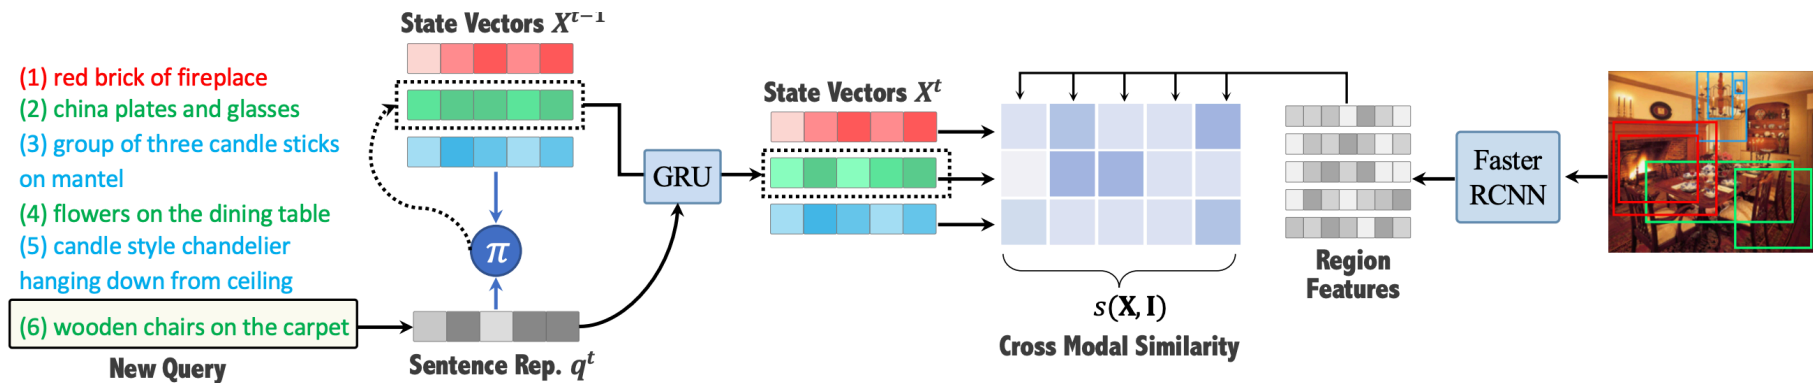 State Vectors X^{t-1}
(1) red brick of fireplace
(2) china plates and glasses
(3) group of three candle sticks
on mantel
(4) flowers on the dining table
(5) candle style chandelier
hanging down from ceiling
(6) wooden chairs on the carpet
New Query
π
Sentence Rep. q^t
GRU
State Vectors X^t
s(X, I)
Cross Modal Similarity
Region
Features
Faster
RCNN